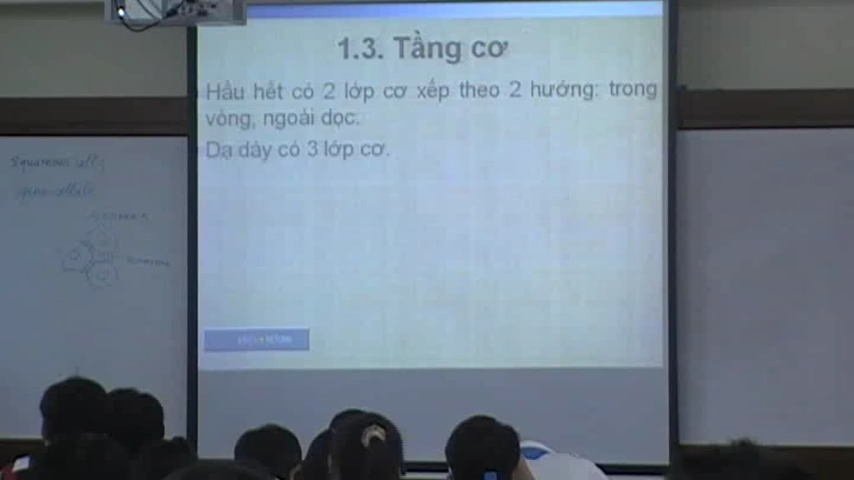 1.3. Tầng cơ
Hầu hết có 2 lớp cơ xếp theo 2 hướng: trong
vòng, ngoài dọc.
Dạ dày có 3 lớp cơ.
Squamous